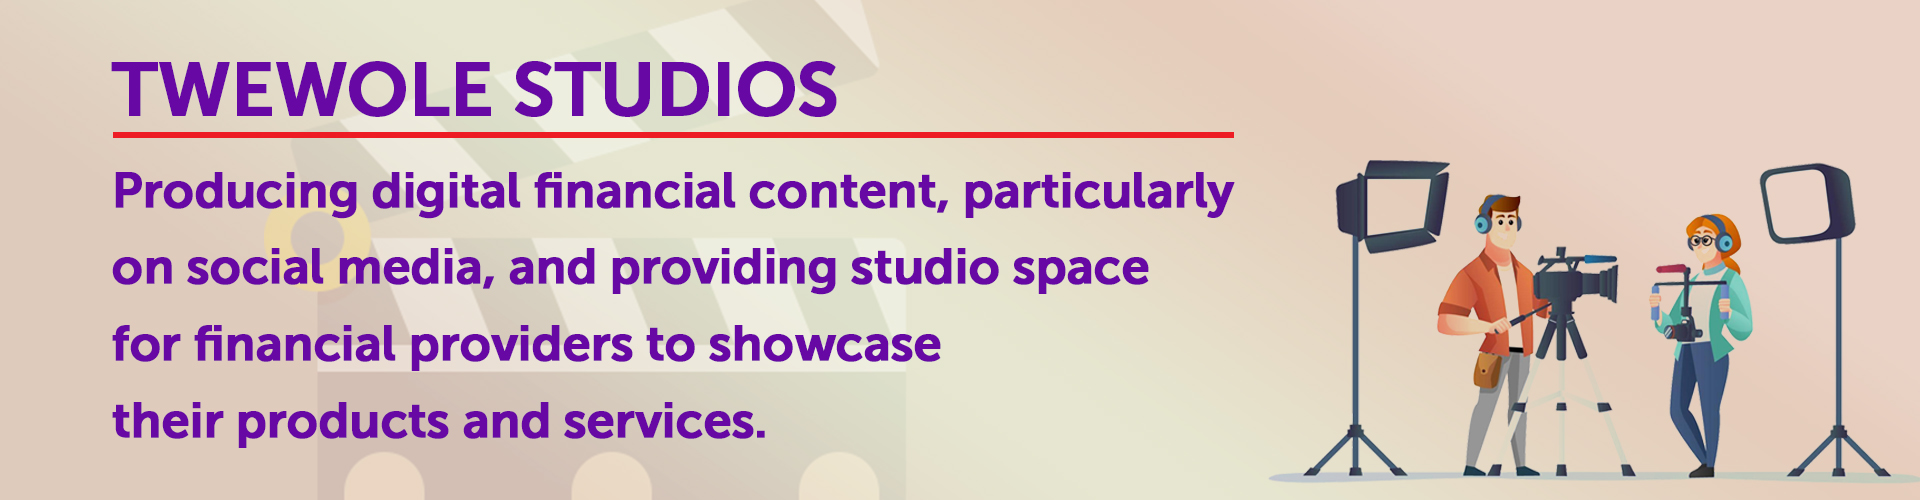 TWEWOLE STUDIOS
Producing digital financial content, particularly
on social media, and providing studio space
for financial providers to showcase
their products and services.